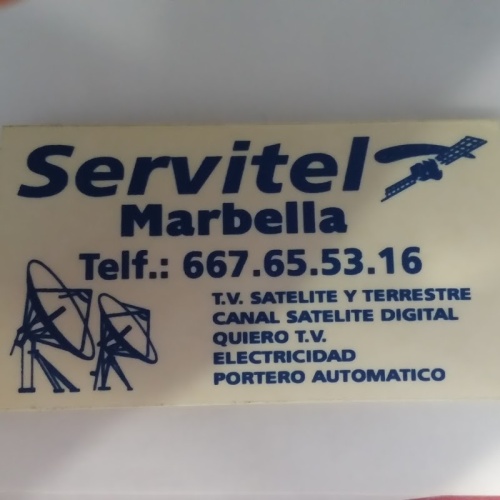 Servitel
Marbella
Telf.: 667.65.53.16
T.V. SATELITE Y TERRESTRE
CANAL SATELITE DIGITAL
QUIERO T.V.
ELECTRICIDAD
PORTERO AUTOMATICO